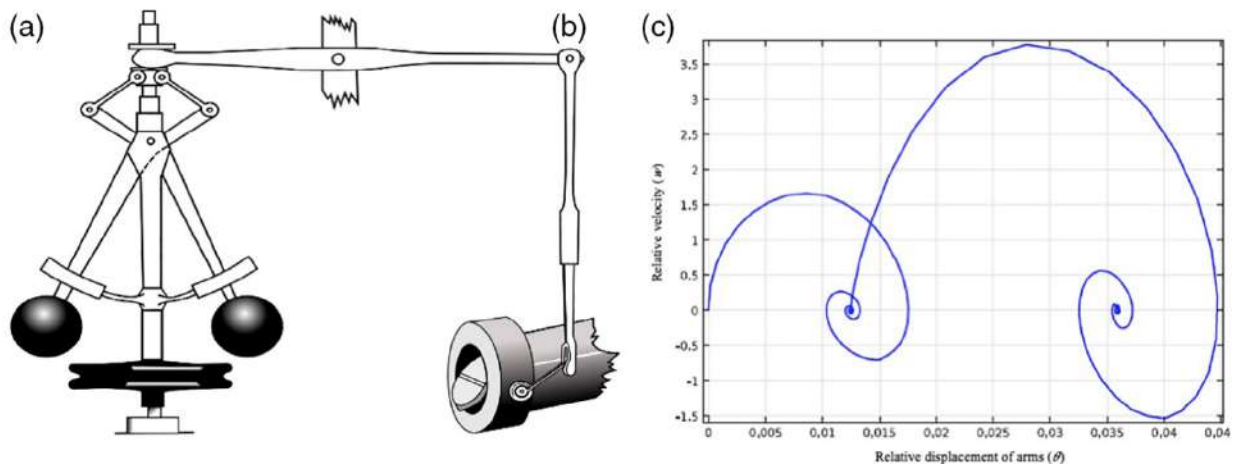 (a)
(b)
(c)
3.5
3
2.5
2
1.5
1
0.5
0
-0.5
-1
-1.5
Relative velocity (w)
0 0,005 0,01 0,015 0,02 0,025 0,03 0,035 0,04 0,04
Relative displacement of arms (θ)